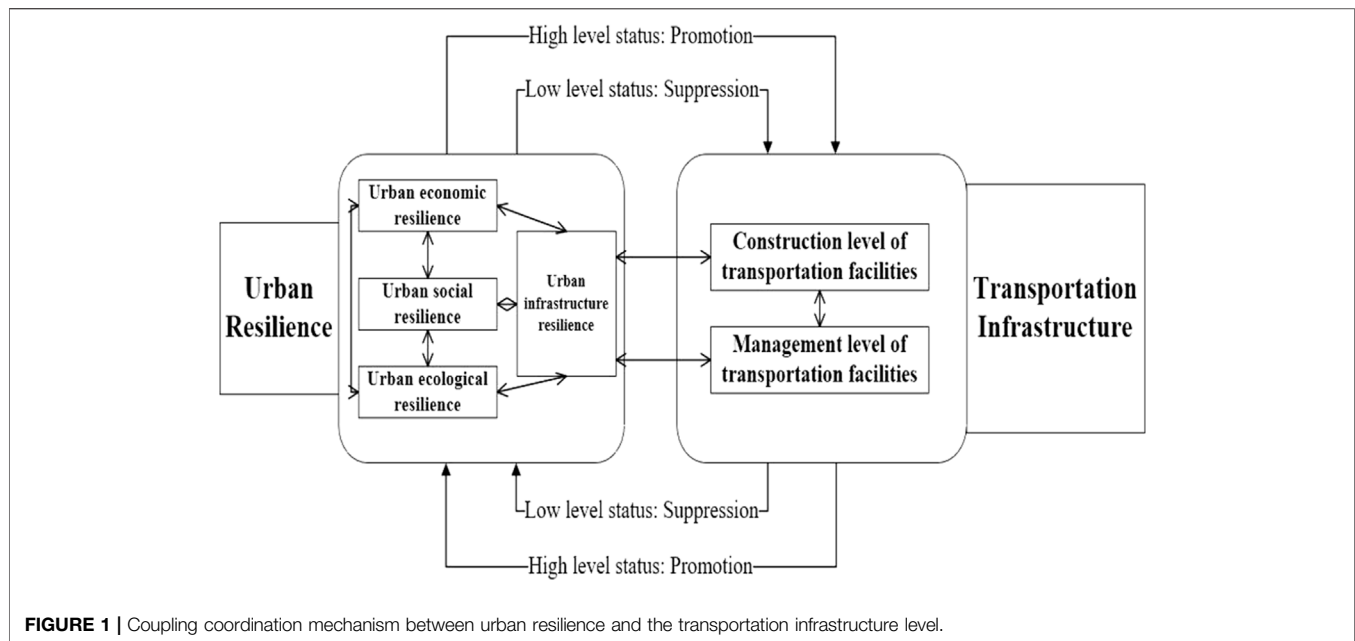 High level status: Promotion
Low level status: Suppression
Urban
Resilience
Urban economic
resilience
Urban social
resilience
Urban ecological
resilience
Urban
infrastructure
resilience
Construction level of
transportation facilities
Management level of
transportation facilities
Transportation
Infrastructure
Low level status: Suppression
High level status: Promotion
FIGURE 1 | Coupling coordination mechanism between urban resilience and the transportation infrastructure level.